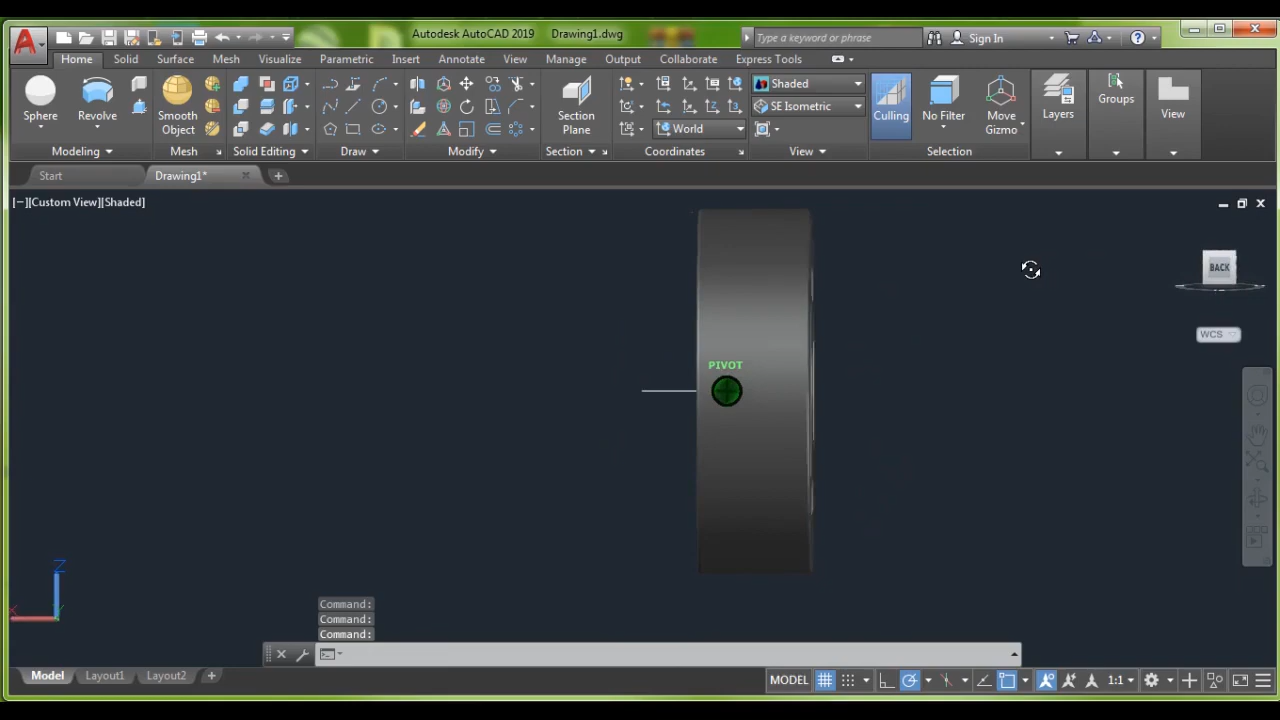 Autodesk AutoCAD 2019 Drawing1.dwg
Type a keyword or phrase
Sign In
Home Solid Surface Mesh Visualize Parametric Insert Annotate View Manage Output Collaborate Express Tools
Sphere
Revolve
Smooth
Object
Section
Plane
Shaded
SE Isometric
World
Culling
No Filter
Move
Gizmo
Layers
Groups
View
Modeling
Mesh
Solid Editing
Draw
Modify
Section
Coordinates
View
Selection
Start
Drawing1*
[−][Custom View][Shaded]
BACK
WCS
PIVOT
Z
X
Y
Command:
Command:
Command:
Model Layout1 Layout2
MODEL
1:1